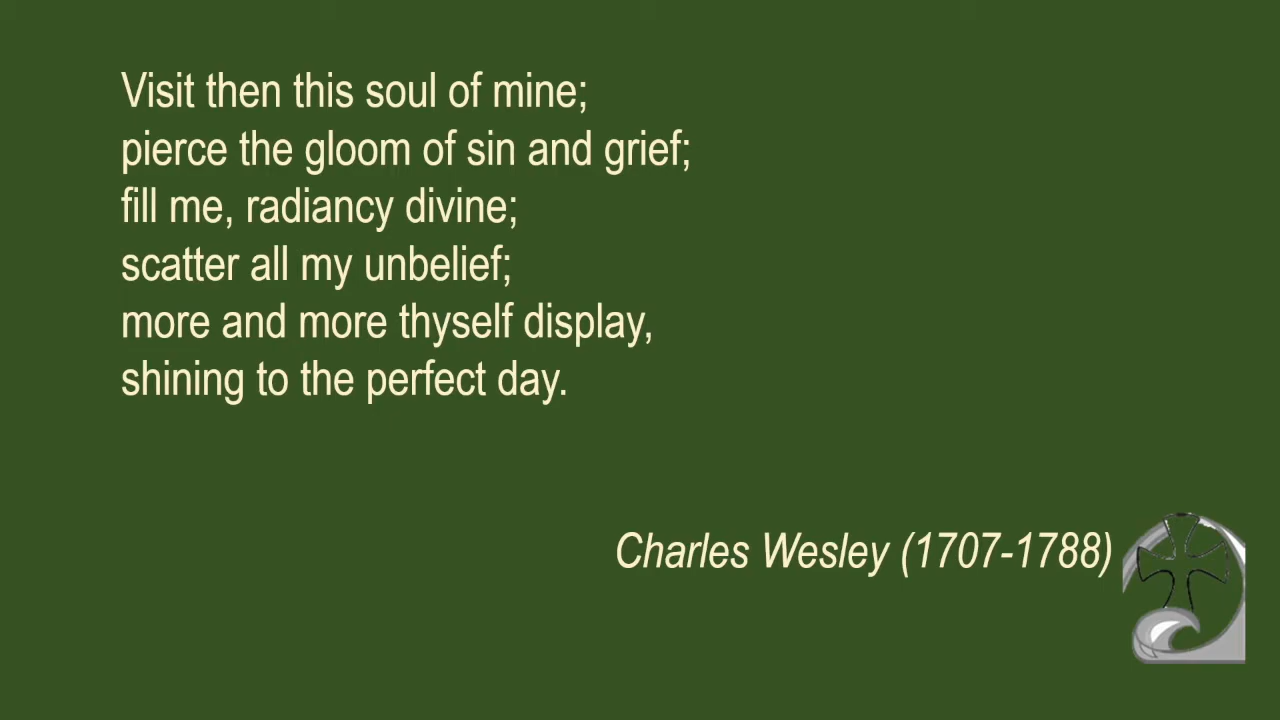 Visit then this soul of mine;
pierce the gloom of sin and grief;
fill me, radiancy divine;
scatter all my unbelief;
more and more thyself display,
shining to the perfect day.
Charles Wesley (1707-1788)